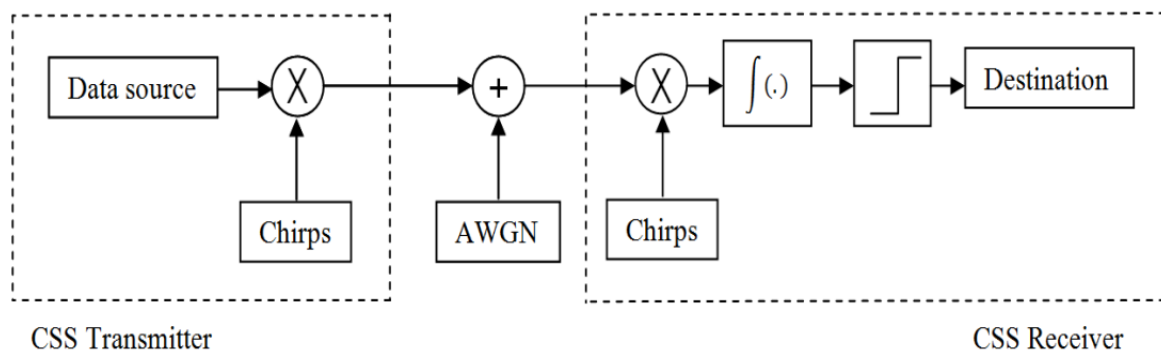 Data source
X
+
X
∫(.)
Destination
Chirps
AWGN
Chirps
CSS Transmitter
CSS Receiver